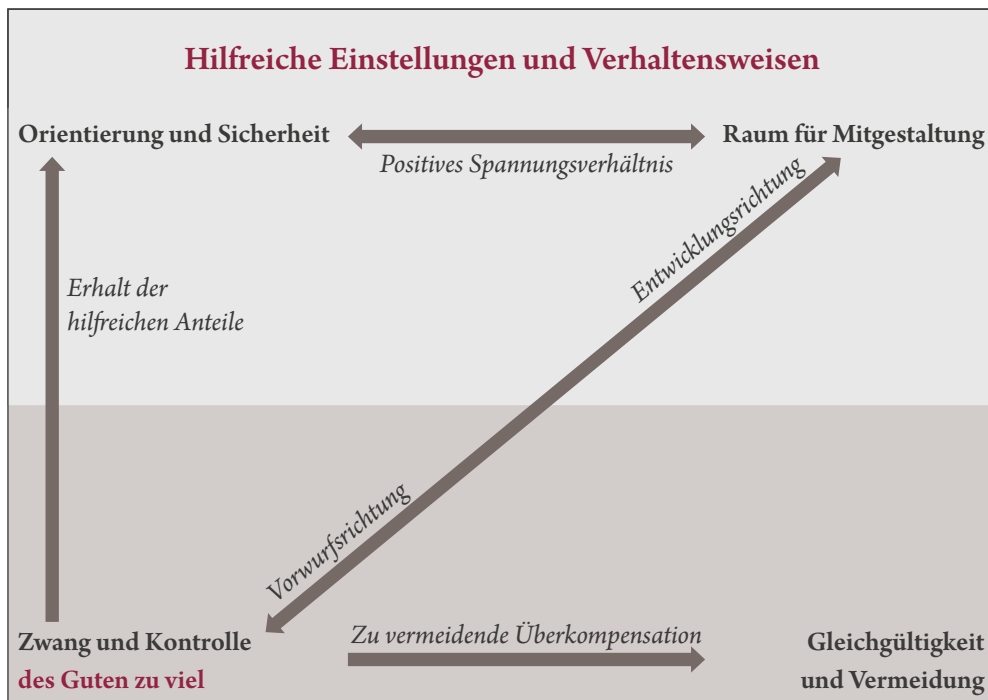 Hilfreiche Einstellungen und Verhaltensweisen
Orientierung und Sicherheit
Raum für Mitgestaltung
Positives Spannungsverhältnis
Entwicklungsrichtung
Erhalt der
hilfreichen Anteile
Vorwurfsrichtung
Zwang und Kontrolle
des Guten zu viel
Zu vermeidende Überkompensation
Gleichgültigkeit
und Vermeidung